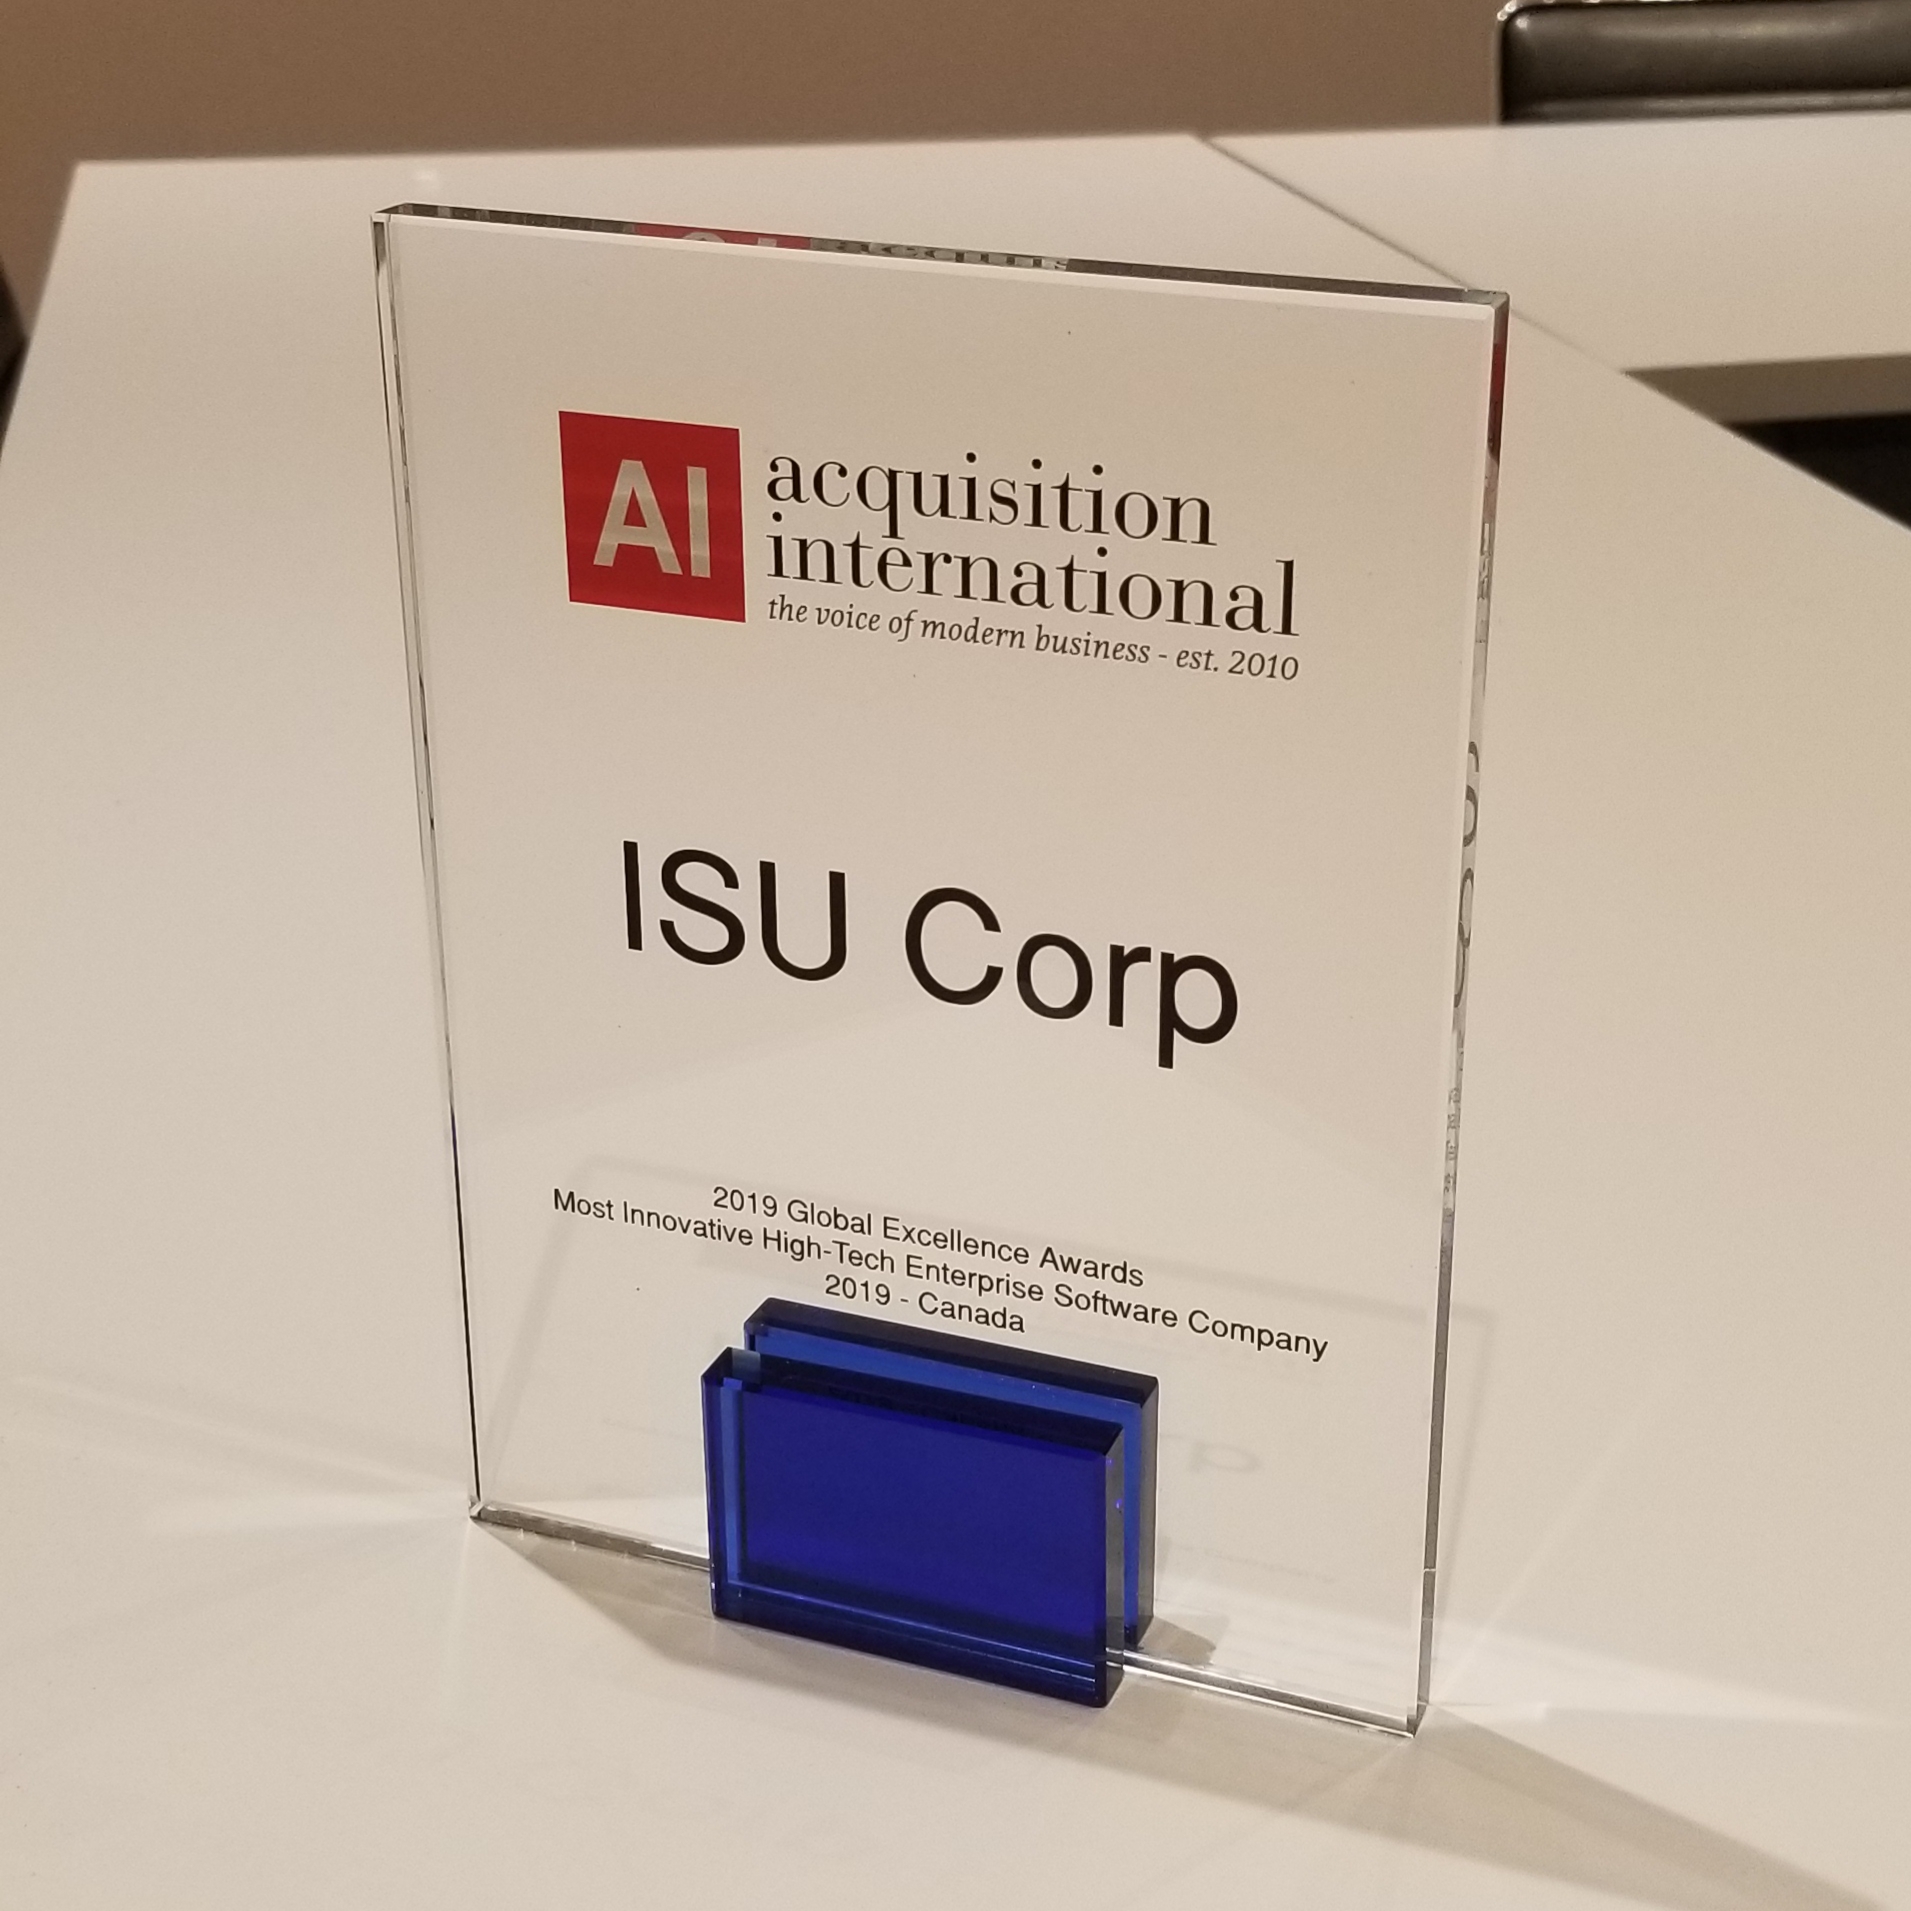 AI
acquisition
international
the voice of modern business - est. 2010
ISU Corp
2019 Global Excellence Awards
Most Innovative High-Tech Enterprise Software Company
2019 - Canada